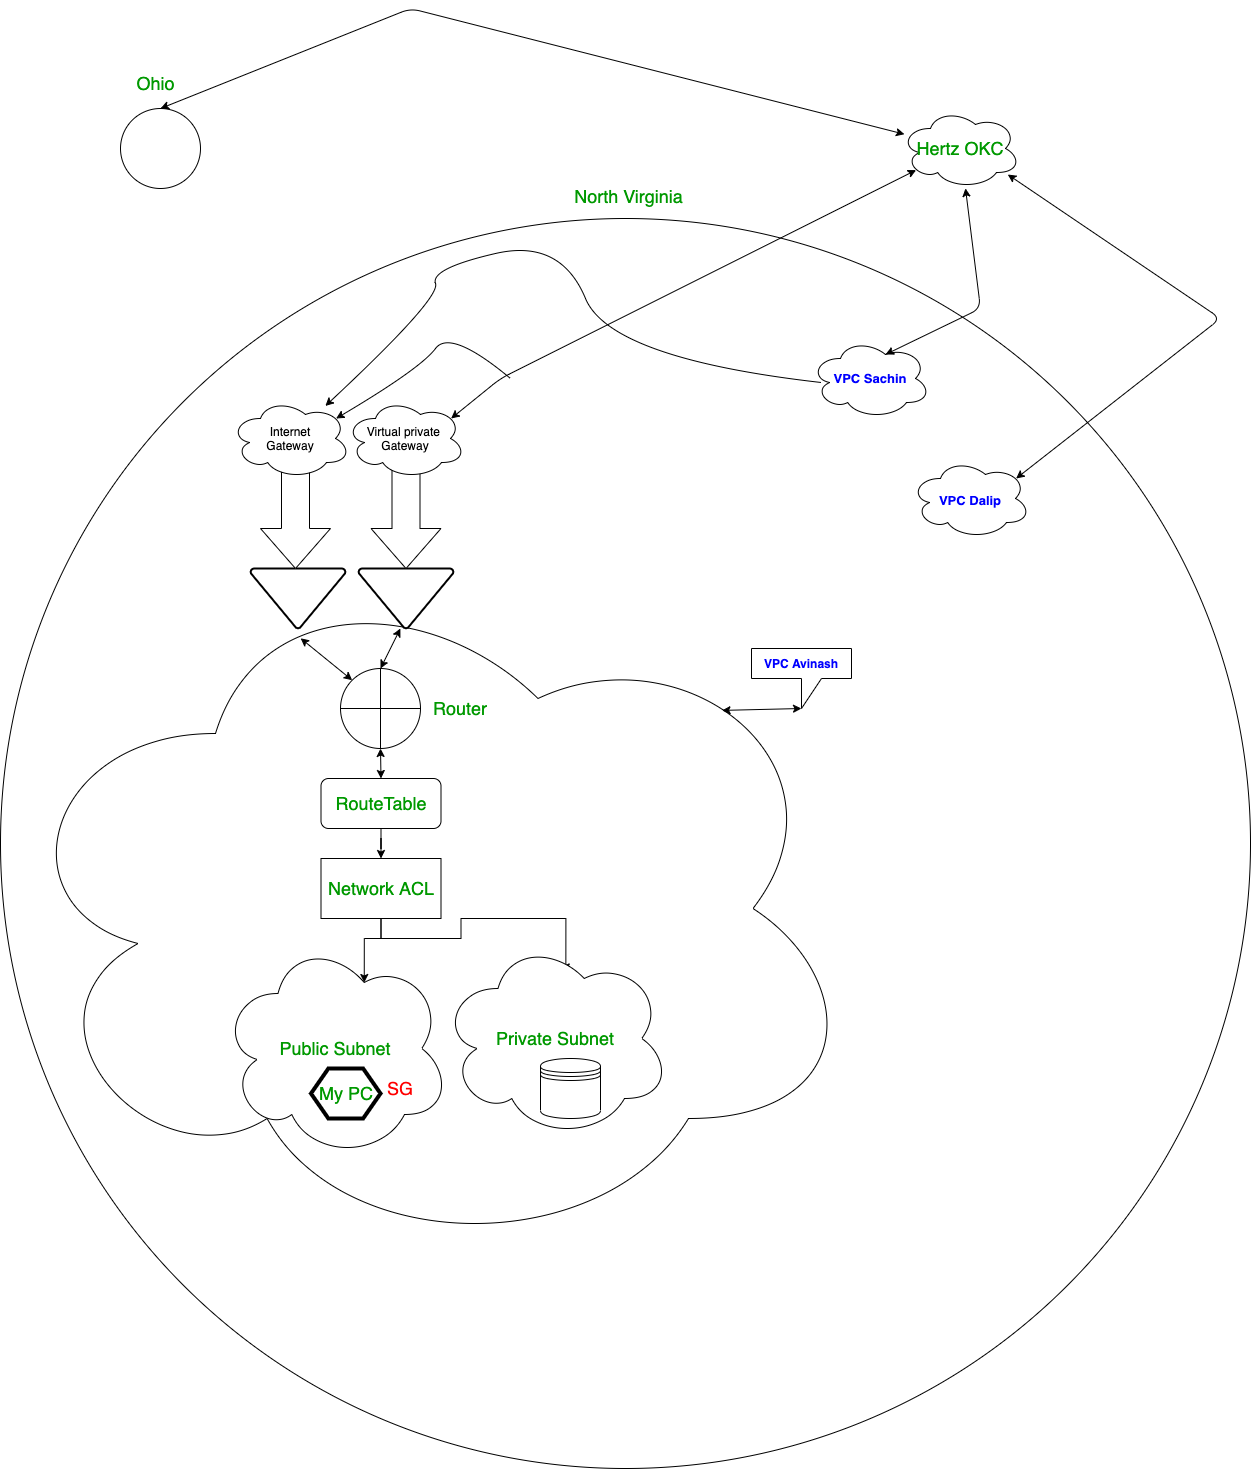 Ohio
Hertz OKC
North Virginia
VPC Sachin
Internet
Gateway
Virtual private
Gateway
VPC Dalip
VPC Avinash
Router
RouteTable
Network ACL
Public Subnet
Private Subnet
My PC
SG